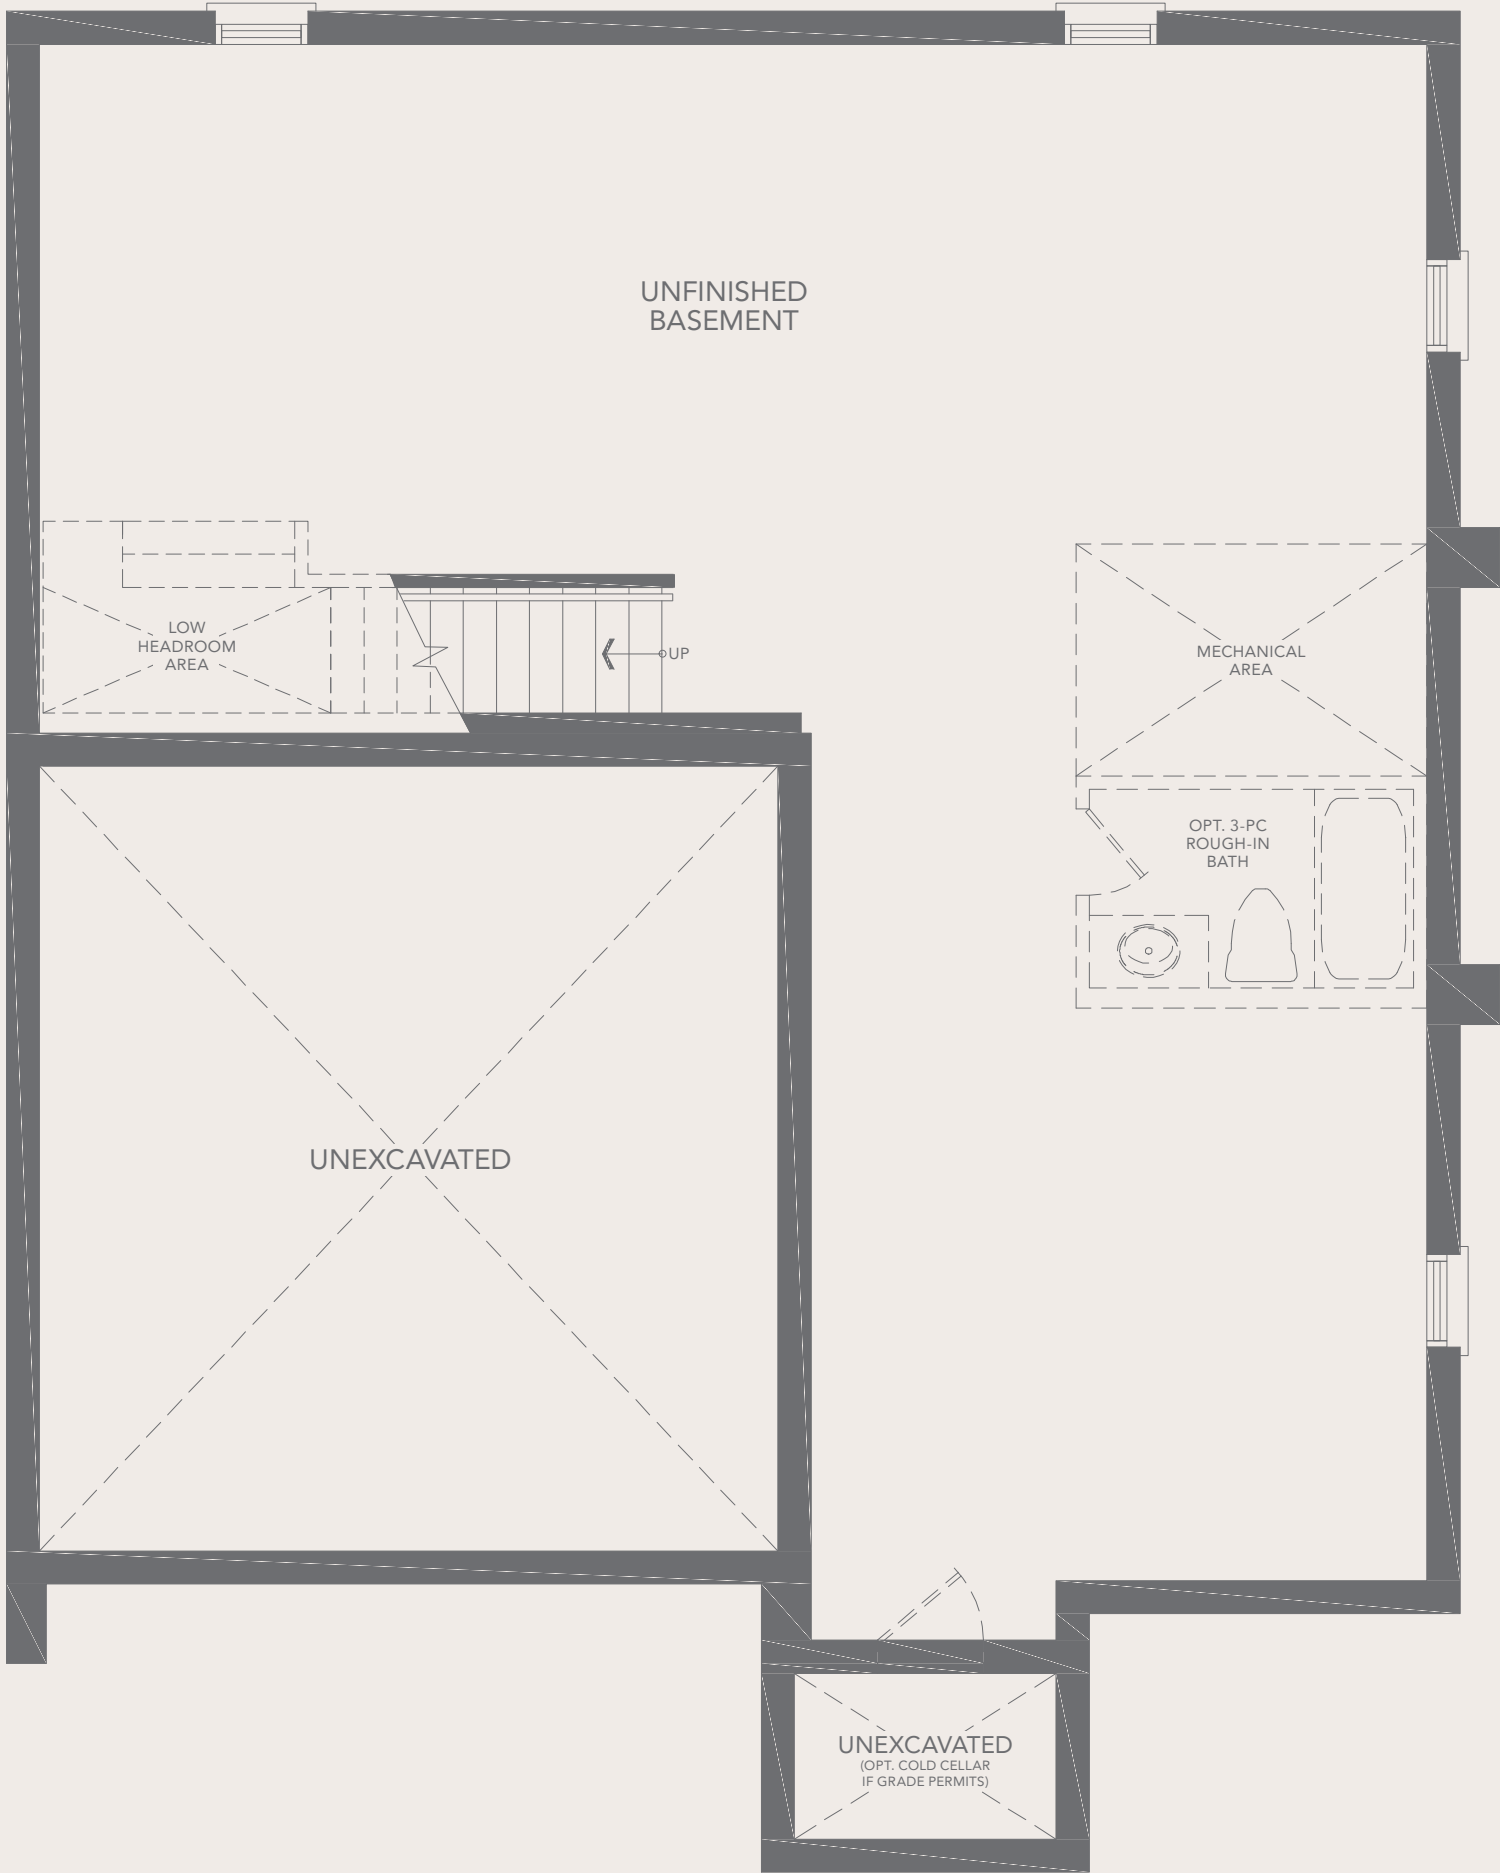 UNFINISHED
BASEMENT
LOW
HEADROOM
AREA
UP
MECHANICAL
AREA
OPT. 3-PC
ROUGH-IN
BATH
UNEXCAVATED
UNEXCAVATED
(OPT. COLD CELLAR
IF GRADE PERMITS)